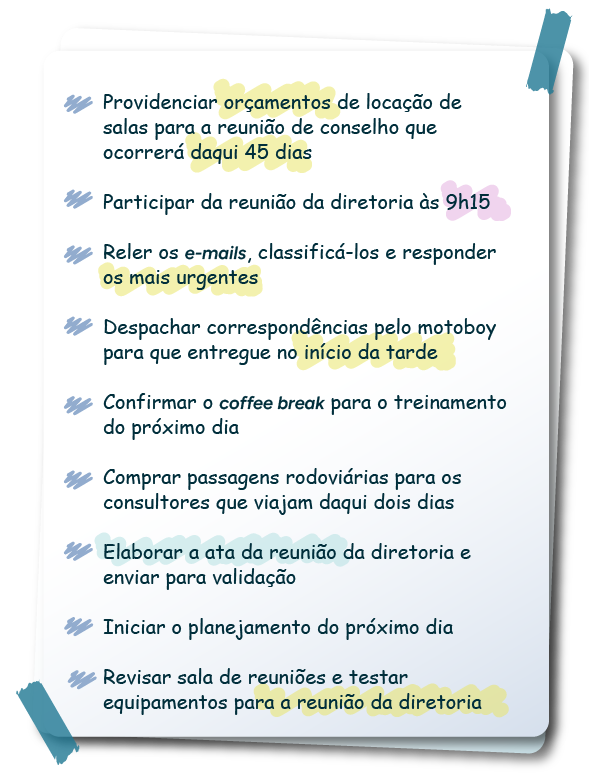 Providenciar orçamentos de locação de
salas para a reunião de conselho que
ocorrerá daqui 45 dias
Participar da reunião da diretoria às 9h15
Reler os e-mails, classificá-los e responder
os mais urgentes
Despachar correspondências pelo motoboy
para que entregue no início da tarde
Confirmar o coffee break para o treinamento
do próximo dia
Comprar passagens rodoviárias para os
consultores que viajam daqui dois dias
Elaborar a ata da reunião da diretoria e
enviar para validação
Iniciar o planejamento do próximo dia
Revisar sala de reuniões e testar
equipamentos para a reunião da diretoria